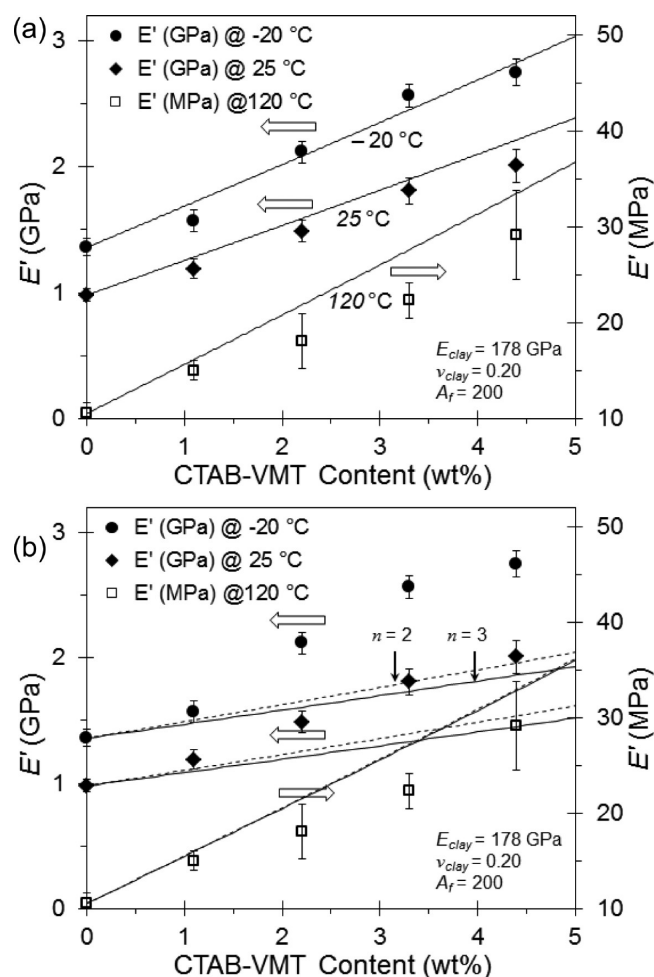 (a)
3
2
1
0
E' (GPa)
50
40
30
20
10
E' (MPa)
E' (GPa) @ -20 °C
E' (GPa) @ 25 °C
E' (MPa) @120 °C
−20 °C
25 °C
120 °C
E_clay = 178 GPa
ν_clay = 0.20
A_f = 200
0 1 2 3 4 5
CTAB-VMT Content (wt%)
(b)
3
2
1
0
E' (GPa)
50
40
30
20
10
E' (MPa)
E' (GPa) @ -20 °C
E' (GPa) @ 25 °C
E' (MPa) @120 °C
n = 2 n = 3
E_clay = 178 GPa
ν_clay = 0.20
A_f = 200
0 1 2 3 4 5
CTAB-VMT Content (wt%)